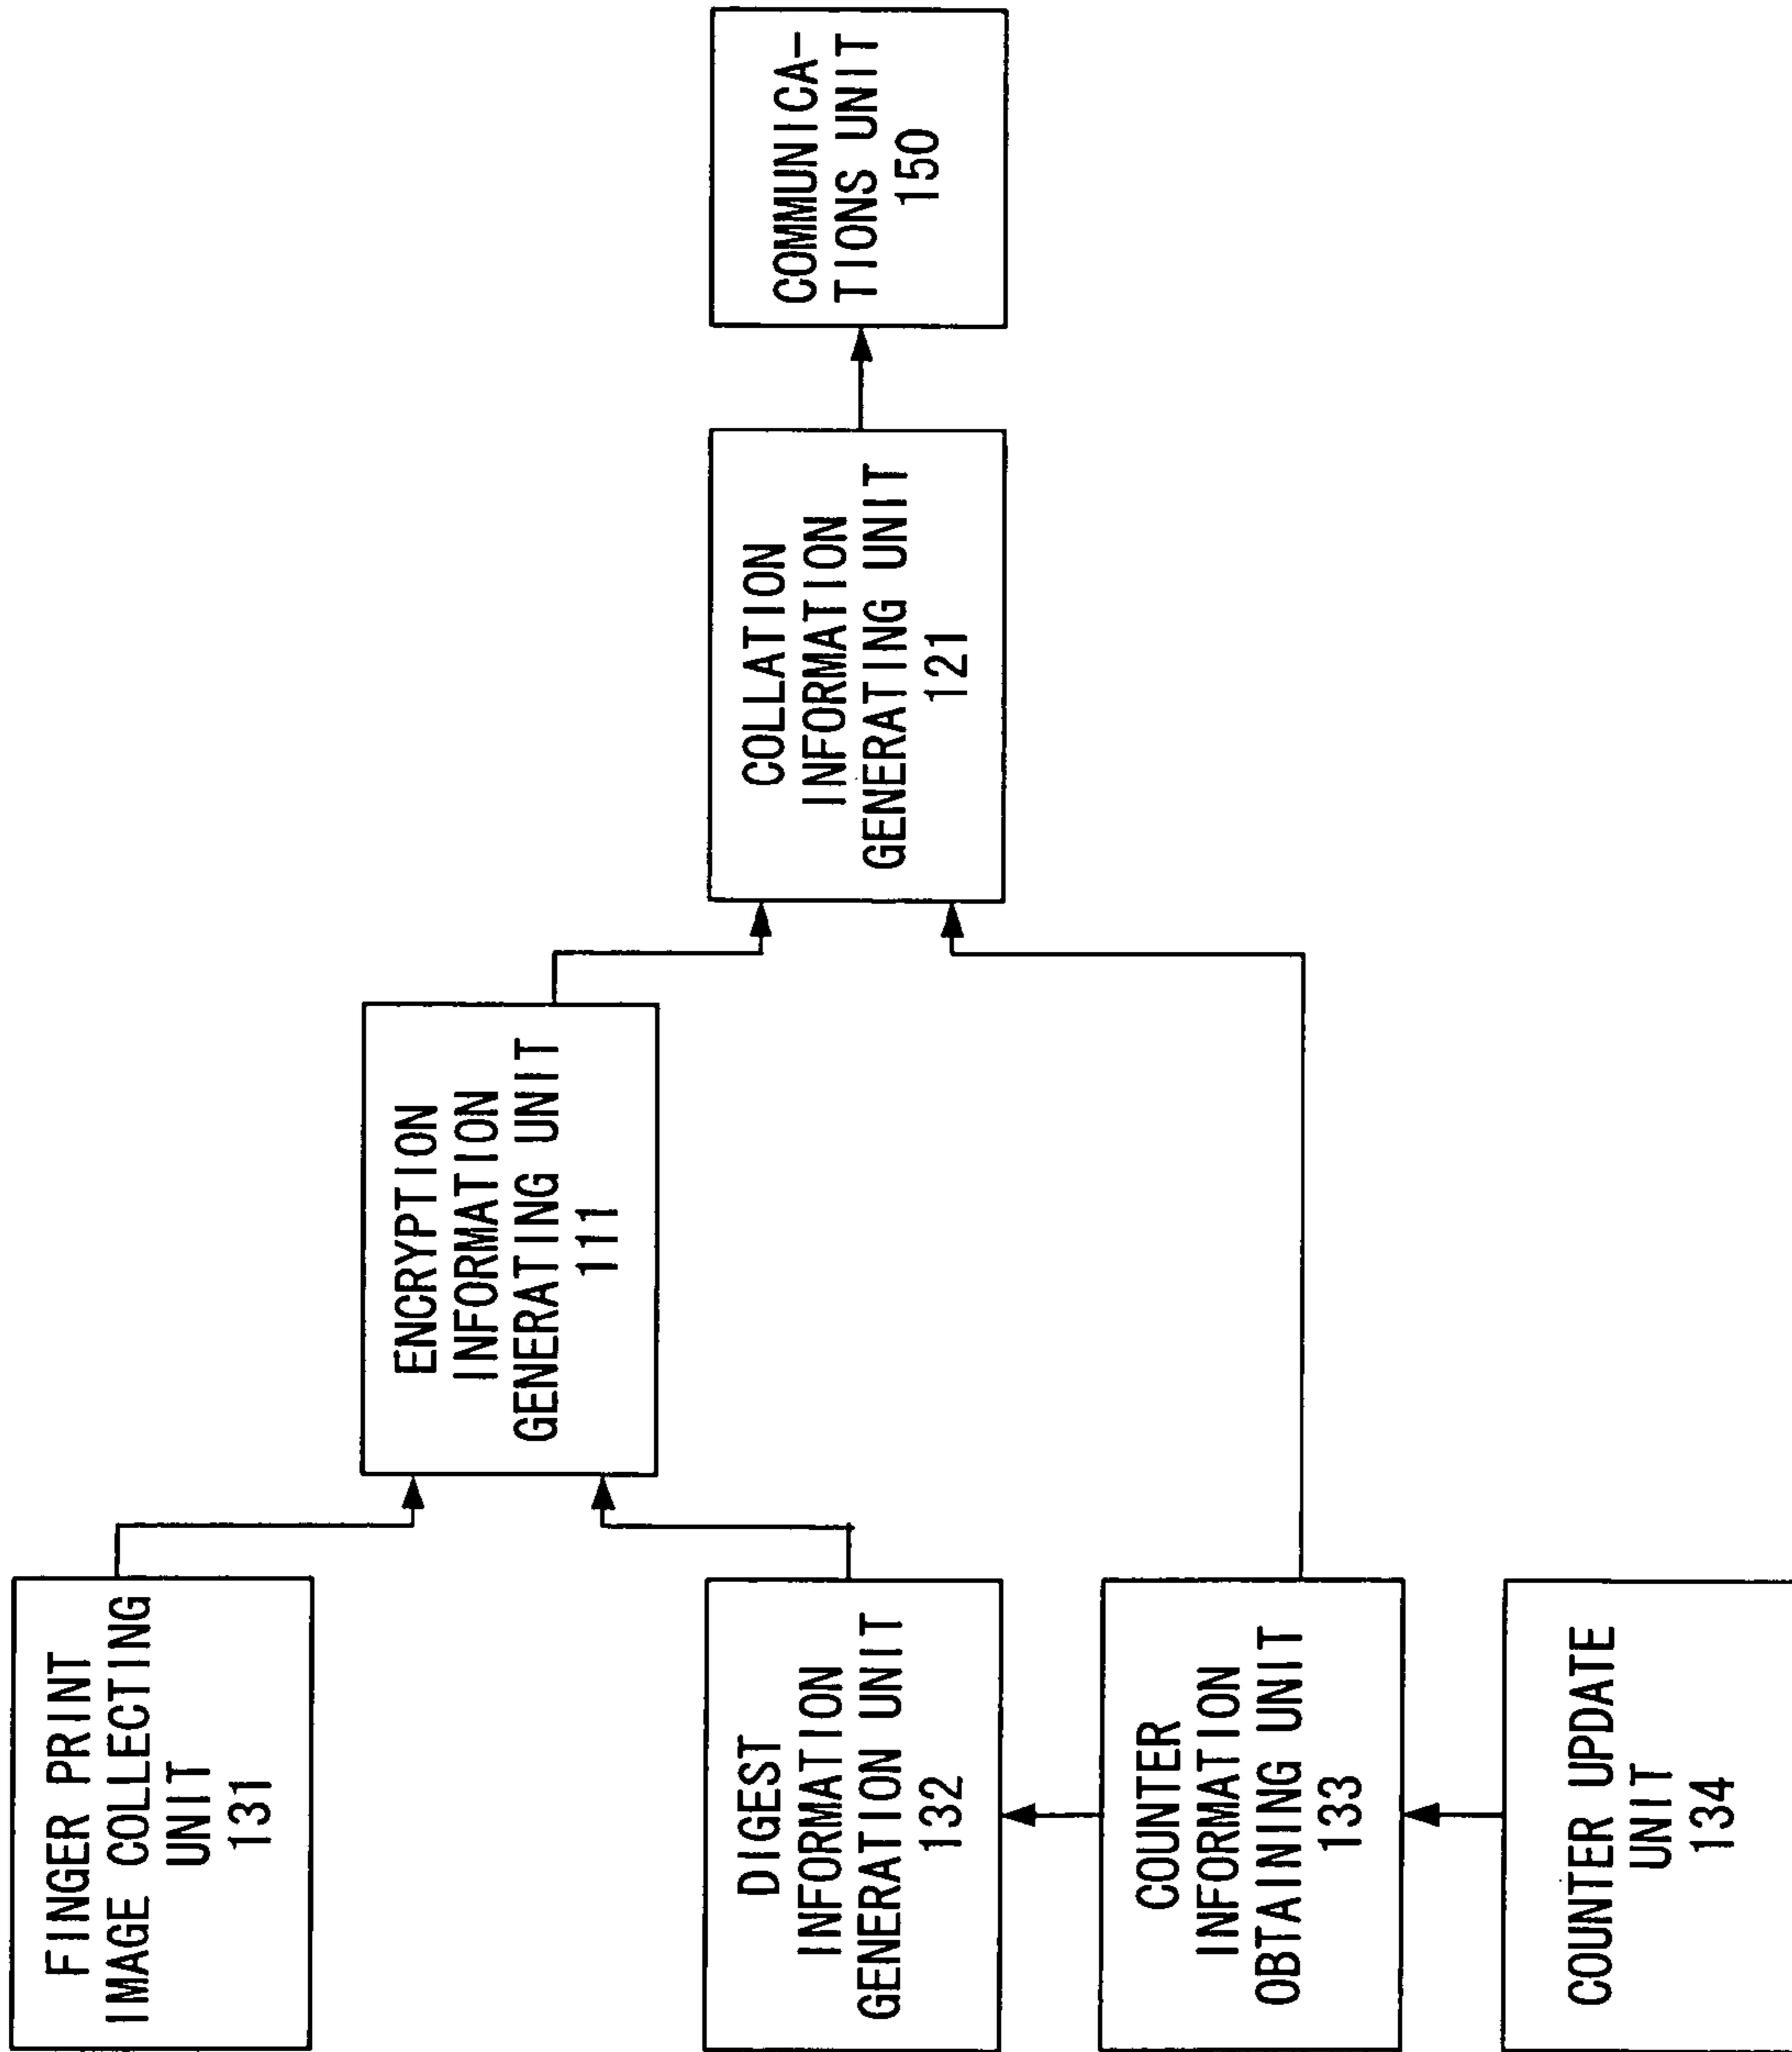 FINGER PRINT
IMAGE COLLECTING
UNIT
131
DIGEST
INFORMATION
GENERATION UNIT
132
COUNTER
INFORMATION
OBTAINING UNIT
133
COUNTER UPDATE
UNIT
134
ENCRYPTION
INFORMATION
GENERATING UNIT
111
COLLATION
INFORMATION
GENERATING UNIT
121
COMMUNICA-
TIONS UNIT
150